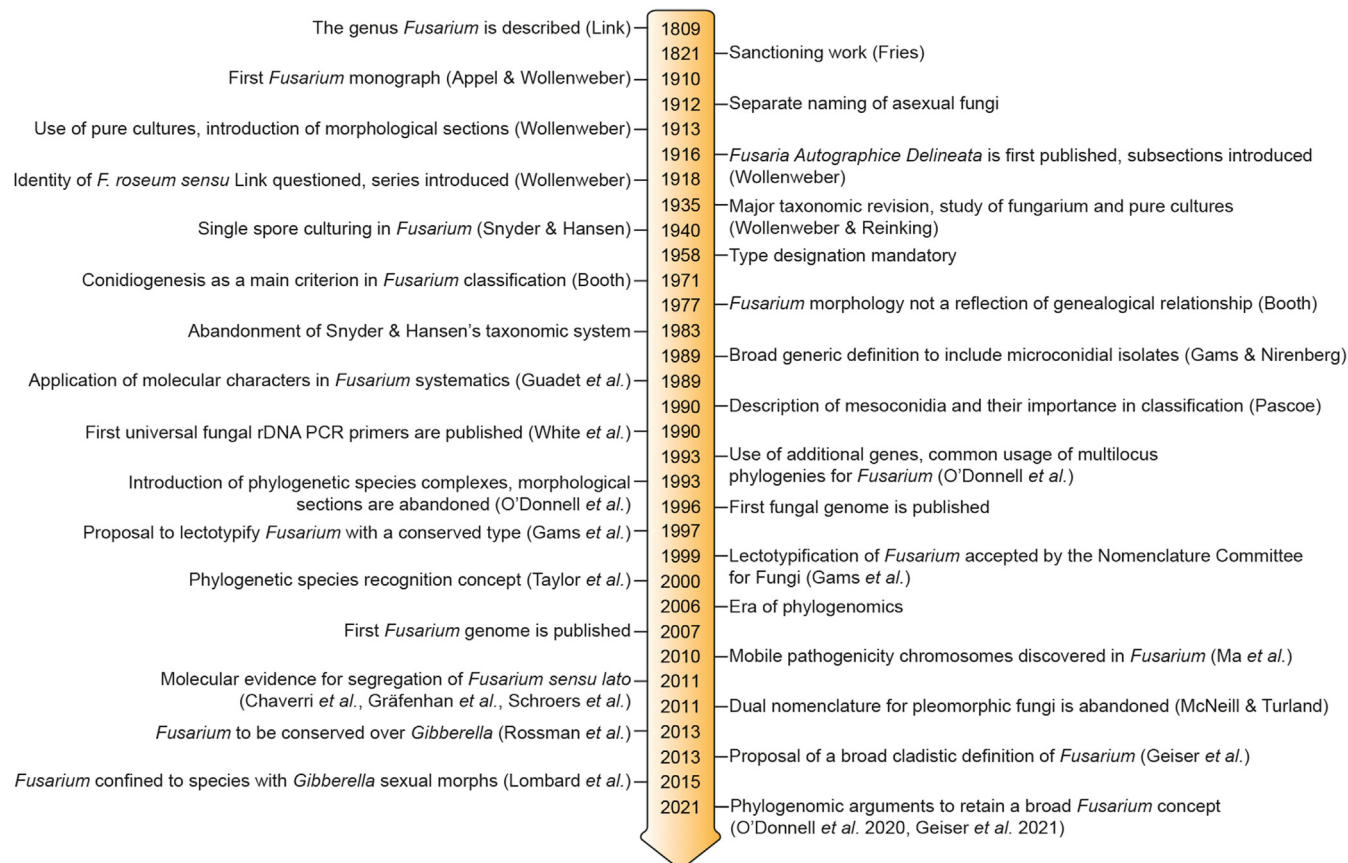 The genus Fusarium is described (Link)
1809
1821
Sanctioning work (Fries)
First Fusarium monograph (Appel & Wollenweber)
1910
1912
Separate naming of asexual fungi
Use of pure cultures, introduction of morphological sections (Wollenweber)
1913
1916
Fusaria Autographice Delineata is first published, subsections introduced
(Wollenweber)
Identity of F. roseum sensu Link questioned, series introduced (Wollenweber)
1918
1935
Major taxonomic revision, study of fungarium and pure cultures
(Wollenweber & Reinking)
Single spore culturing in Fusarium (Snyder & Hansen)
1940
1958
Type designation mandatory
Conidiogenesis as a main criterion in Fusarium classification (Booth)
1971
1977
Fusarium morphology not a reflection of genealogical relationship (Booth)
Abandonment of Snyder & Hansen's taxonomic system
1983
1989
Broad generic definition to include microconidial isolates (Gams & Nirenberg)
Application of molecular characters in Fusarium systematics (Guadet et al.)
1989
1990
Description of mesoconidia and their importance in classification (Pascoe)
First universal fungal rDNA PCR primers are published (White et al.)
1990
1993
Use of additional genes, common usage of multilocus
phylogenies for Fusarium (O'Donnell et al.)
Introduction of phylogenetic species complexes, morphological
sections are abandoned (O'Donnell et al.)
1993
1996
First fungal genome is published
Proposal to lectotypify Fusarium with a conserved type (Gams et al.)
1997
1999
Lectotypification of Fusarium accepted by the Nomenclature Committee
for Fungi (Gams et al.)
Phylogenetic species recognition concept (Taylor et al.)
2000
2006
Era of phylogenomics
First Fusarium genome is published
2007
2010
Mobile pathogenicity chromosomes discovered in Fusarium (Ma et al.)
Molecular evidence for segregation of Fusarium sensu lato
(Chaverri et al., Gräfenhan et al., Schroers et al.)
2011
2011
Dual nomenclature for pleomorphic fungi is abandoned (McNeill & Turland)
Fusarium to be conserved over Gibberella (Rossman et al.)
2013
2013
Proposal of a broad cladistic definition of Fusarium (Geiser et al.)
Fusarium confined to species with Gibberella sexual morphs (Lombard et al.)
2015
2021
Phylogenomic arguments to retain a broad Fusarium concept
(O'Donnell et al. 2020, Geiser et al. 2021)